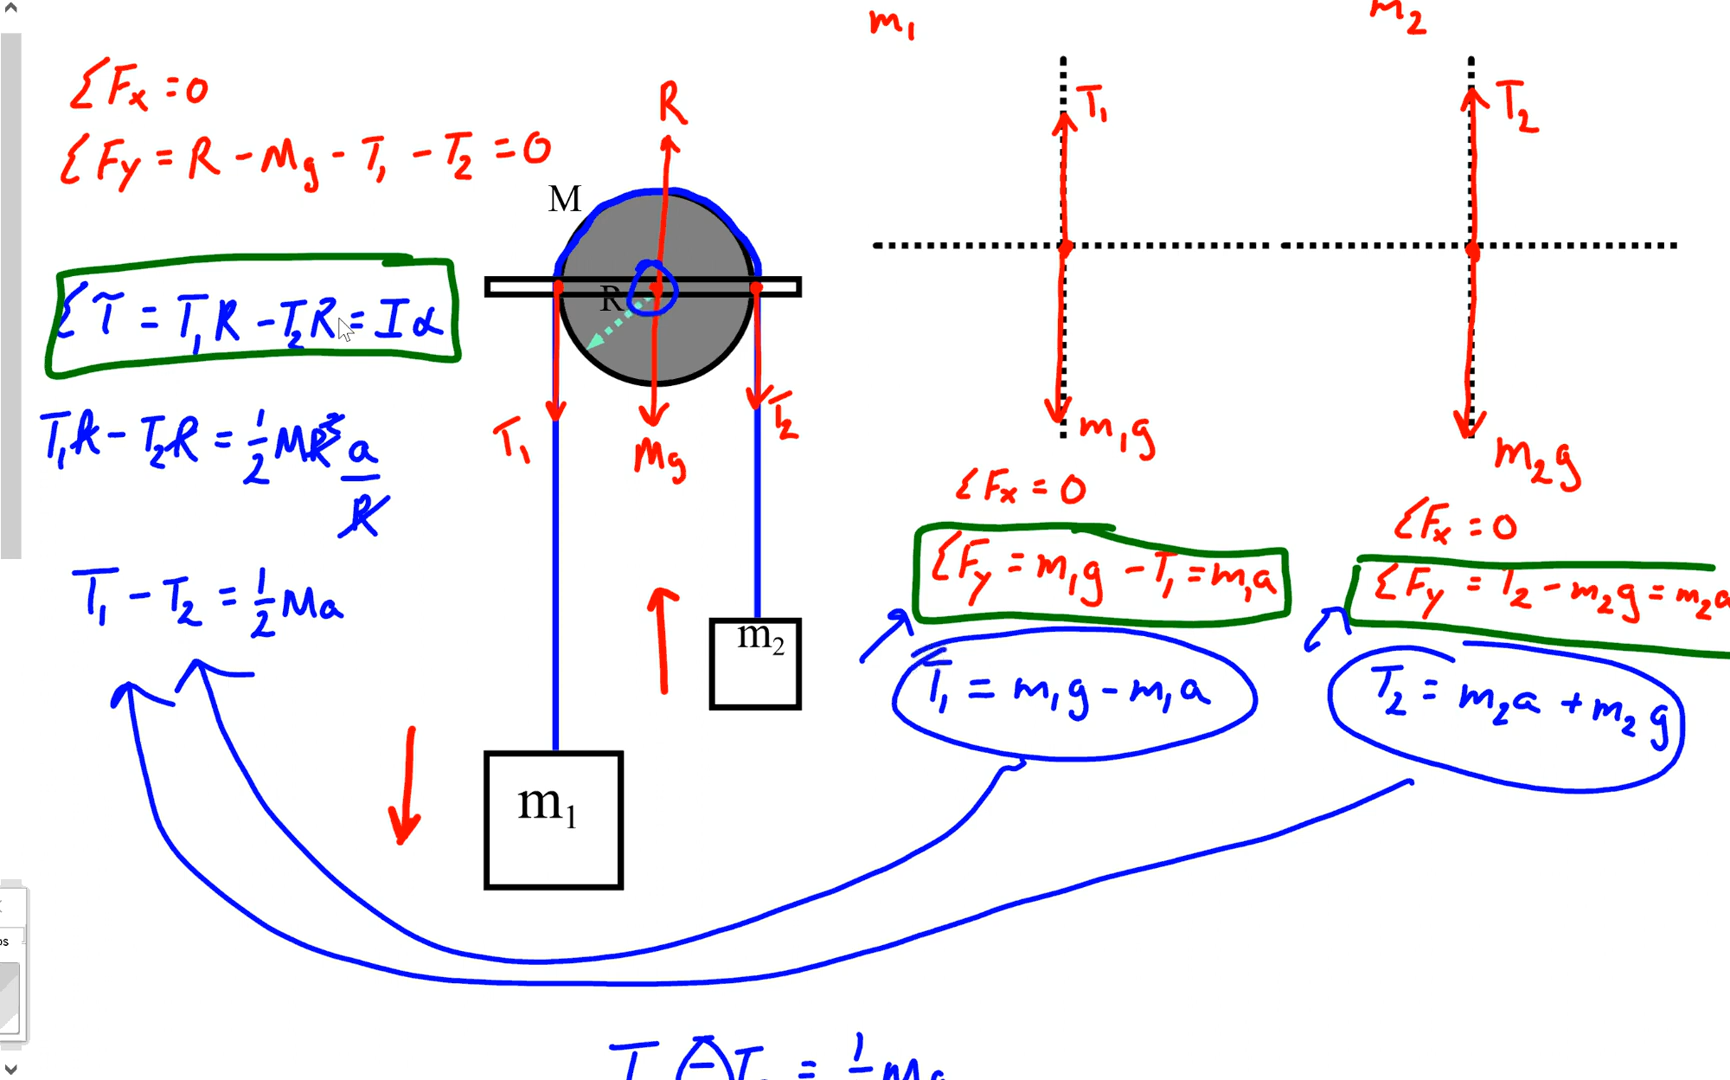 m₁
m₂
ΣFx = 0
ΣFy = R - Mg - T₁ - T₂ = 0
R
M
R
T₁
T₂
Mg
Στ = T₁R - T₂R = Iα
T₁R - T₂R = ½MR² a/R
T₁ - T₂ = ½Ma
m₁
m₂
T₁
m₁g
ΣFx = 0
ΣFy = m₁g - T₁ = m₁a
T₁ = m₁g - m₁a
T₂
m₂g
ΣFx = 0
ΣFy = T₂ - m₂g = m₂a
T₂ = m₂a + m₂g